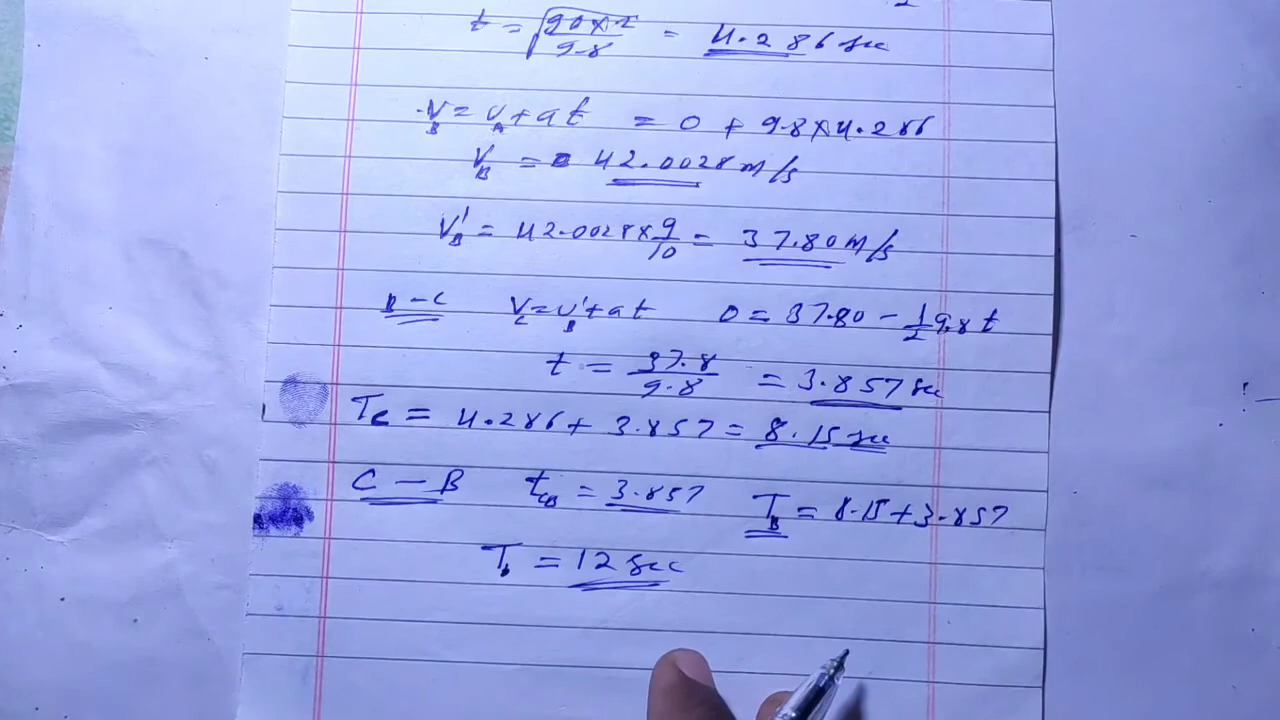 t = √(90×2/9.8) = 4.286 sec
V_B = U_A + at = 0 + 9.8×4.286
V_B = 42.0028 m/s
V'_B = 42.0028×9/10 = 37.80 m/s
B–C V_C = U'_B + at 0 = 37.80 – 1/2 9.8 t
t = 37.8/9.8 = 3.857 sec
T_C = 4.286 + 3.857 = 8.15 sec
C – B t_CB = 3.857 T_B = 8.15 + 3.857
T_B = 12 sec